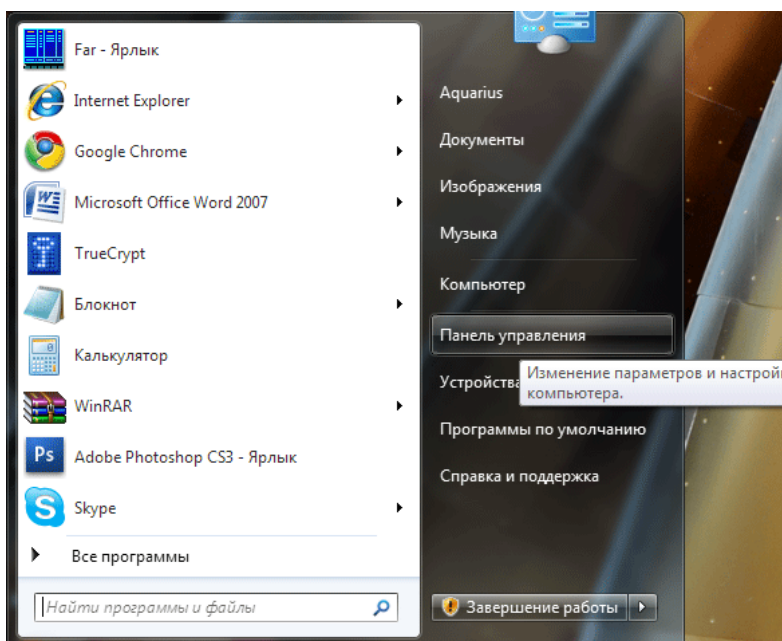 Far - Ярлык
Internet Explorer
Google Chrome
Microsoft Office Word 2007
TrueCrypt
Блокнот
Калькулятор
WinRAR
Ps
Adobe Photoshop CS3 - Ярлык
Skype
Все программы
Найти программы и файлы
Aquarius
Документы
Изображения
Музыка
Компьютер
Панель управления
Изменение параметров и настрой
компьютера.
Устройства
Программы по умолчанию
Справка и поддержка
Завершение работы